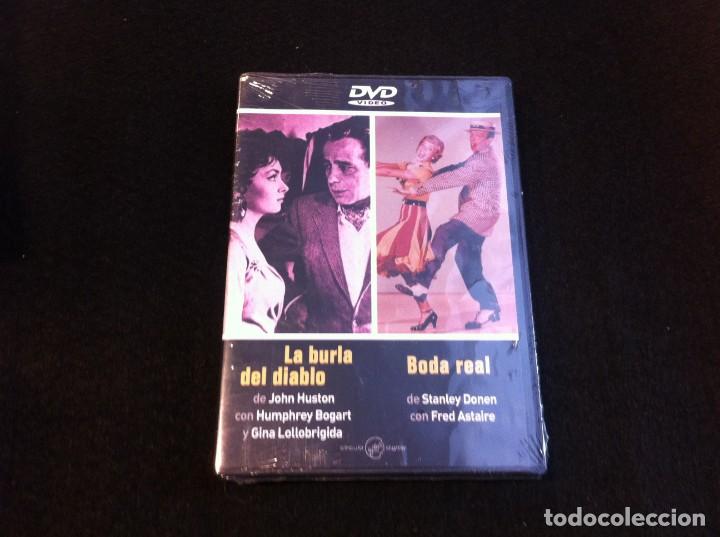 DVD
VIDEO
La burla
del diablo
de John Huston
con Humphrey Bogart
y Gina Lollobrigida
Boda real
de Stanley Donen
con Fred Astaire
todocoleccion